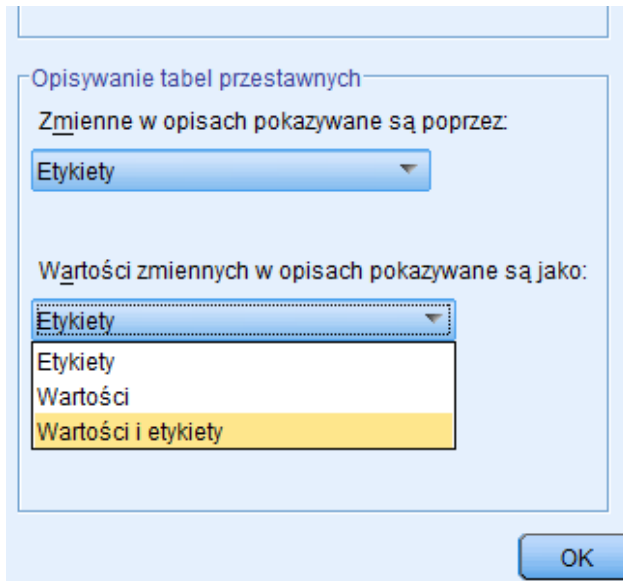 Opisywanie tabel przestawnych
Zmienne w opisach pokazywane są poprzez:
Etykiety
Wartości zmiennych w opisach pokazywane są jako:
Etykiety
Etykiety
Wartości
Wartości i etykiety
OK